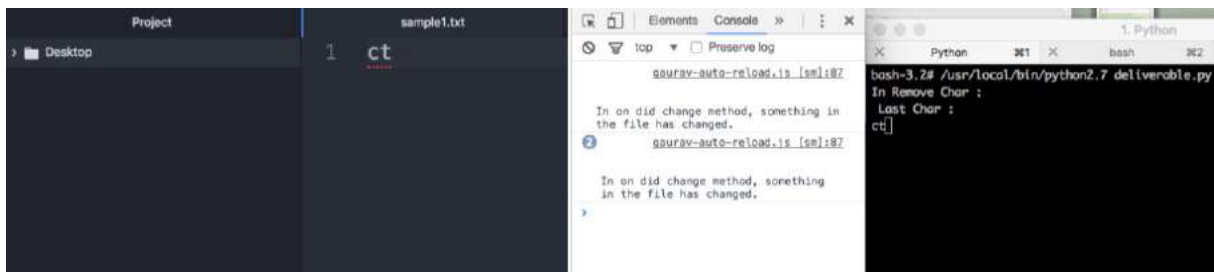 Project
> Desktop
sample1.txt
1 ct
Elements Console » ⋮ ×
top ▼ Preserve log
gaurav-auto-reload.js [sm]:87
In on did change method, something in
the file has changed.
2 gaurav-auto-reload.js [sm]:87
In on did change method, something
in the file has changed.
>
1. Python
× Python ⌘1 × bash ⌘2
bash-3.2# /usr/local/bin/python2.7 deliverable.py
In Remove Char :
Last Char :
ct